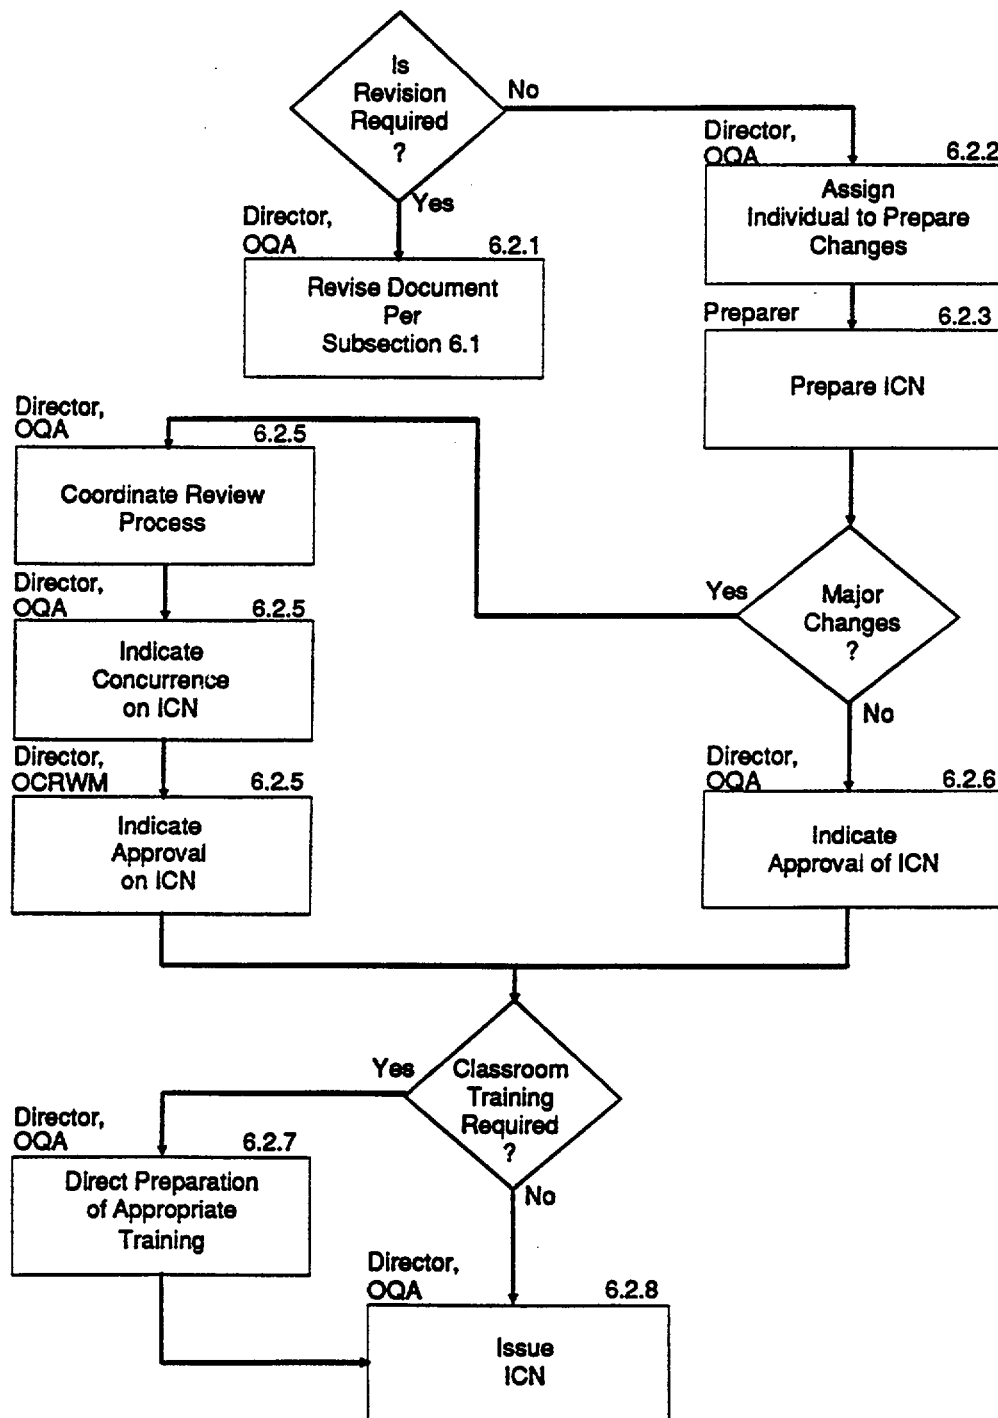 Is
Revision
Required
?
No
Yes
Director,
OQA
6.2.1
Revise Document
Per
Subsection 6.1
Director,
OQA
6.2.2
Assign
Individual to Prepare
Changes
Preparer
6.2.3
Prepare ICN
Major
Changes
?
Yes
No
Director,
OQA
6.2.5
Coordinate Review
Process
Director,
OQA
6.2.5
Indicate
Concurrence
on ICN
Director,
OCRWM
6.2.5
Indicate
Approval
on ICN
Director,
OQA
6.2.6
Indicate
Approval of ICN
Classroom
Training
Required
?
Yes
No
Director,
OQA
6.2.7
Direct Preparation
of Appropriate
Training
Director,
OQA
6.2.8
Issue
ICN